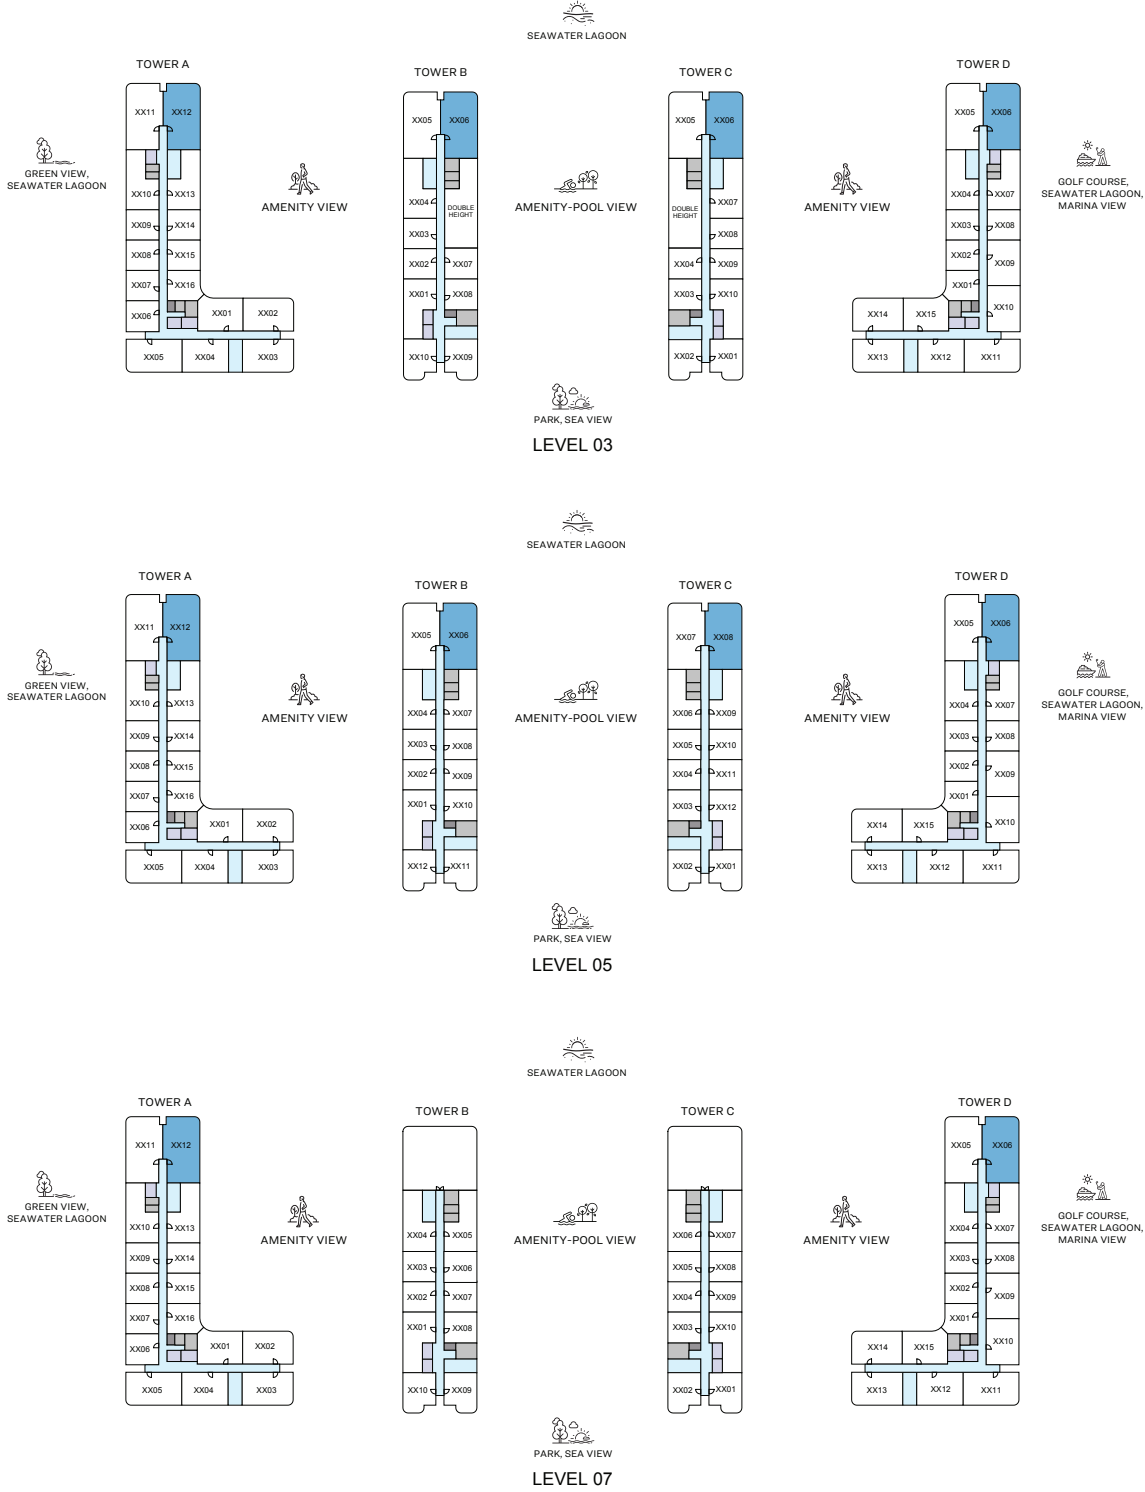 SEAWATER LAGOON
TOWER A
TOWER B
TOWER C
TOWER D
XX11 XX12
XX05 XX06
XX05 XX06
XX05 XX06
GREEN VIEW,
SEAWATER LAGOON
AMENITY VIEW
AMENITY-POOL VIEW
AMENITY VIEW
GOLF COURSE,
SEAWATER LAGOON,
MARINA VIEW
XX10 XX13
XX09 XX14
XX08 XX15
XX07 XX16
XX06 XX01 XX02
XX05 XX04 XX03
XX04 DOUBLE
HEIGHT
XX03
XX02 XX07
XX01 XX08
XX10 XX09
DOUBLE
HEIGHT
XX07
XX08
XX04 XX09
XX03 XX10
XX02 XX01
XX04 XX07
XX03 XX08
XX02 XX09
XX01 XX10
XX14 XX15
XX13 XX12 XX11
PARK, SEA VIEW
LEVEL 03
SEAWATER LAGOON
TOWER A
TOWER B
TOWER C
TOWER D
XX11 XX12
XX05 XX06
XX07 XX08
XX05 XX06
GREEN VIEW,
SEAWATER LAGOON
AMENITY VIEW
AMENITY-POOL VIEW
AMENITY VIEW
GOLF COURSE,
SEAWATER LAGOON,
MARINA VIEW
XX10 XX13
XX09 XX14
XX08 XX15
XX07 XX16
XX06 XX01 XX02
XX05 XX04 XX03
XX04 XX07
XX03 XX08
XX02 XX09
XX01 XX10
XX12 XX11
XX06 XX09
XX05 XX10
XX04 XX11
XX03 XX12
XX02 XX01
XX04 XX07
XX03 XX08
XX02 XX09
XX01 XX10
XX14 XX15
XX13 XX12 XX11
PARK, SEA VIEW
LEVEL 05
SEAWATER LAGOON
TOWER A
TOWER B
TOWER C
TOWER D
XX11 XX12
XX05 XX06
GREEN VIEW,
SEAWATER LAGOON
AMENITY VIEW
AMENITY-POOL VIEW
AMENITY VIEW
GOLF COURSE,
SEAWATER LAGOON,
MARINA VIEW
XX10 XX13
XX09 XX14
XX08 XX15
XX07 XX16
XX06 XX01 XX02
XX05 XX04 XX03
XX04 XX05
XX03 XX06
XX02 XX07
XX01 XX08
XX10 XX09
XX06 XX07
XX05 XX08
XX04 XX09
XX03 XX10
XX02 XX01
XX04 XX07
XX03 XX08
XX02 XX09
XX01 XX10
XX14 XX15
XX13 XX12 XX11
PARK, SEA VIEW
LEVEL 07